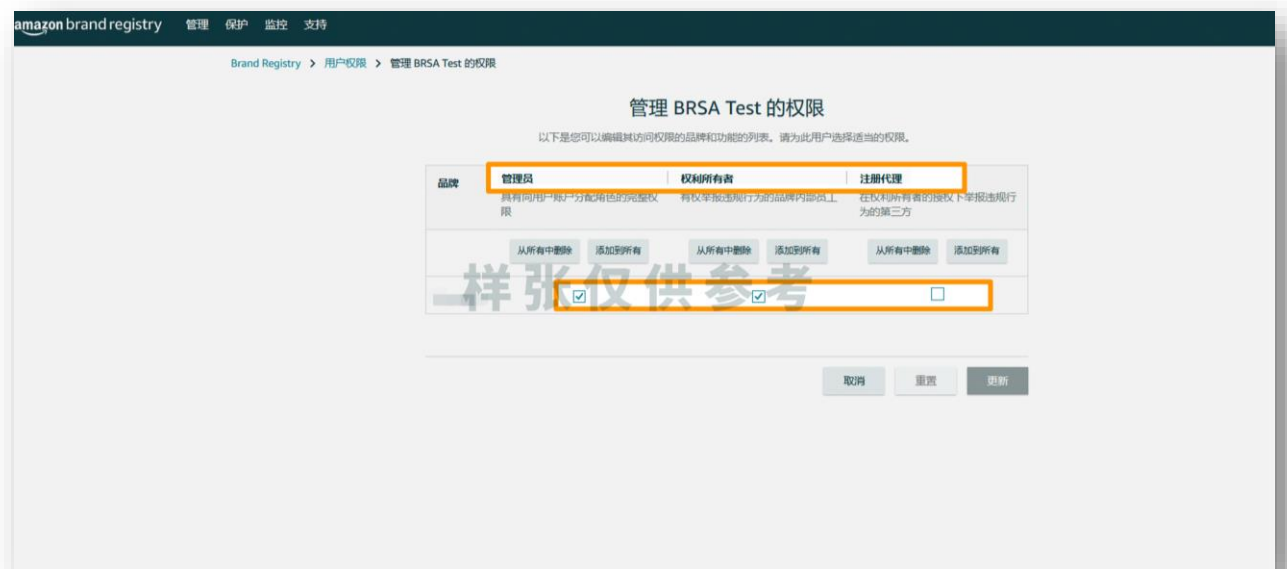 amazon brand registry 管理 保护 监控 支持
Brand Registry > 用户权限 > 管理 BRSA Test 的权限
管理 BRSA Test 的权限
以下是您可以编辑其访问权限的品牌和功能的列表。请为此用户选择适当的权限。
品牌 管理员 权利所有者 注册代理
具有向用户账户分配角色的完整权 有权举报违规行为的品牌内部员工 在权利所有者的授权下举报违规行
限 为的第三方
从所有中删除 添加到所有 从所有中删除 添加到所有 从所有中删除 添加到所有
样张仅供参考
取消 重置 更新